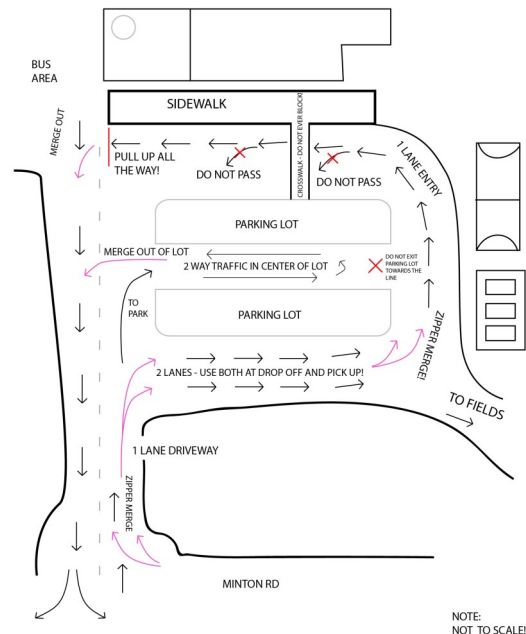 BUS
AREA
SIDEWALK
MERGE OUT
PULL UP ALL
THE WAY!
DO NOT PASS
CROSSWALK - DO NOT EVER BLOCK!
DO NOT PASS
1 LANE ENTRY
PARKING LOT
MERGE OUT OF LOT
2 WAY TRAFFIC IN CENTER OF LOT
DO NOT EXIT
PARKING LOT
TOWARDS THE
LINE
TO
PARK
PARKING LOT
ZIPPER MERGE!
2 LANES - USE BOTH AT DROP OFF AND PICK UP!
TO FIELDS
1 LANE DRIVEWAY
ZIPPER MERGE
MINTON RD
NOTE:
NOT TO SCALE!